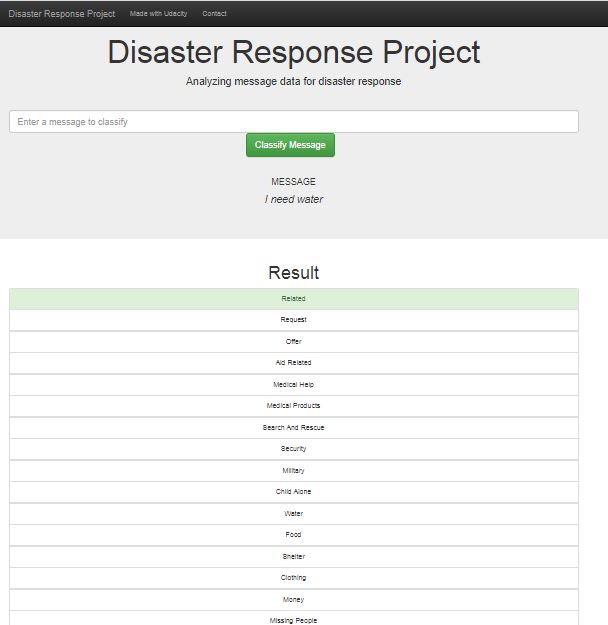 Disaster Response Project Made with Udacity Contact
Disaster Response Project
Analyzing message data for disaster response
Enter a message to classify
Classify Message
MESSAGE
I need water
Result
Related
Request
Offer
Aid Related
Medical Help
Medical Products
Search And Rescue
Security
Military
Child Alone
Water
Food
Shelter
Clothing
Money
Missing People